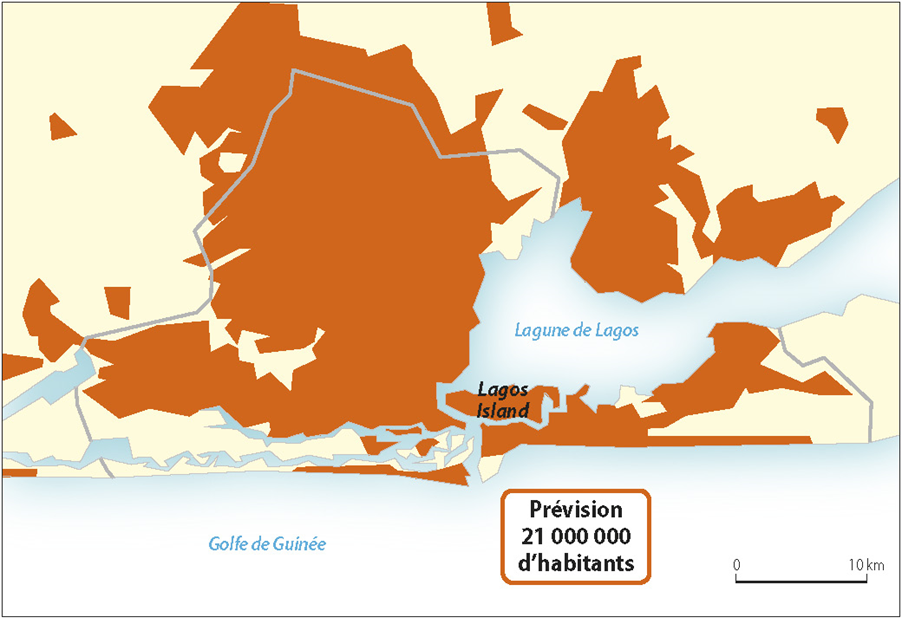 Lagune de Lagos
Lagos
Island
Golfe de Guinée
Prévision
21 000 000
d’habitants
0 10 km